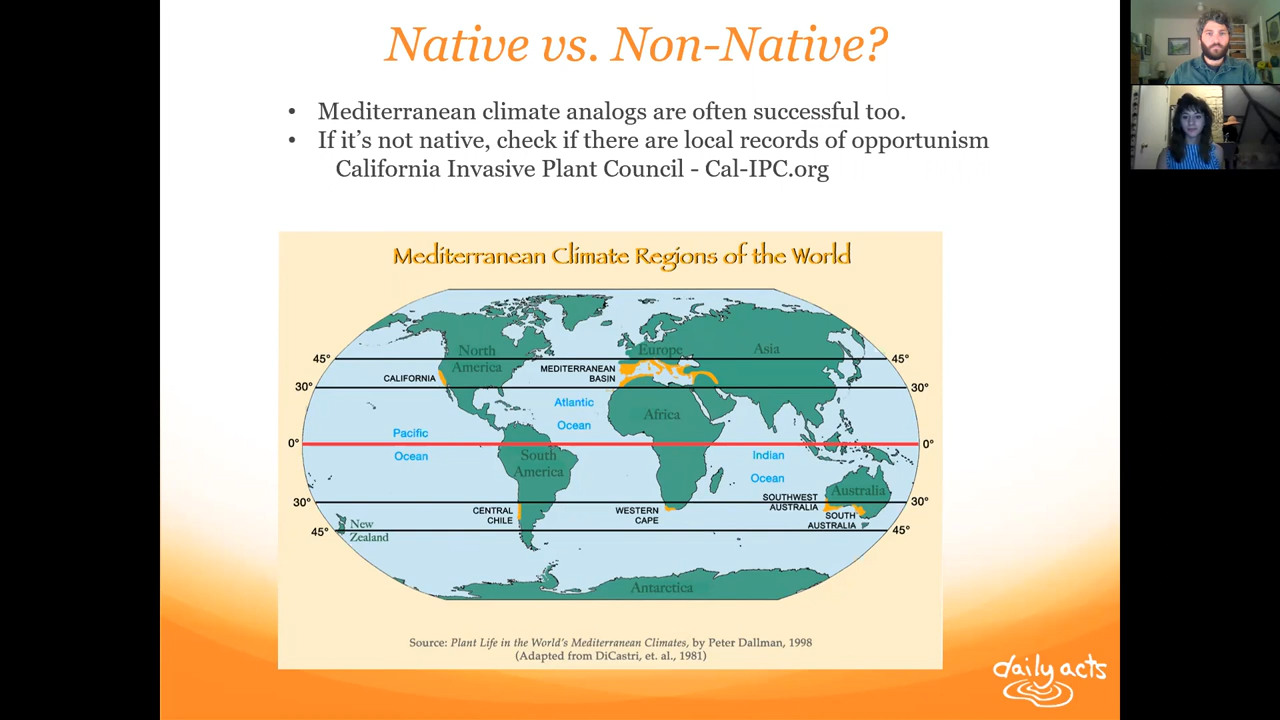 Native vs. Non-Native?
• Mediterranean climate analogs are often successful too.
• If it's not native, check if there are local records of opportunism
California Invasive Plant Council - Cal-IPC.org
Mediterranean Climate Regions of the World
North
America
Europe
Asia
45°
45°
CALIFORNIA
MEDITERRANEAN
BASIN
30°
30°
Atlantic
Ocean
Africa
Pacific
Ocean
0°
0°
South
America
Indian
Ocean
Australia
SOUTHWEST
AUSTRALIA
30°
30°
CENTRAL
CHILE
WESTERN
CAPE
SOUTH
AUSTRALIA
New
Zealand
45°
45°
Antarctica
Source: Plant Life in the World's Mediterranean Climates, by Peter Dallman, 1998
(Adapted from DiCastri, et. al., 1981)
daily acts